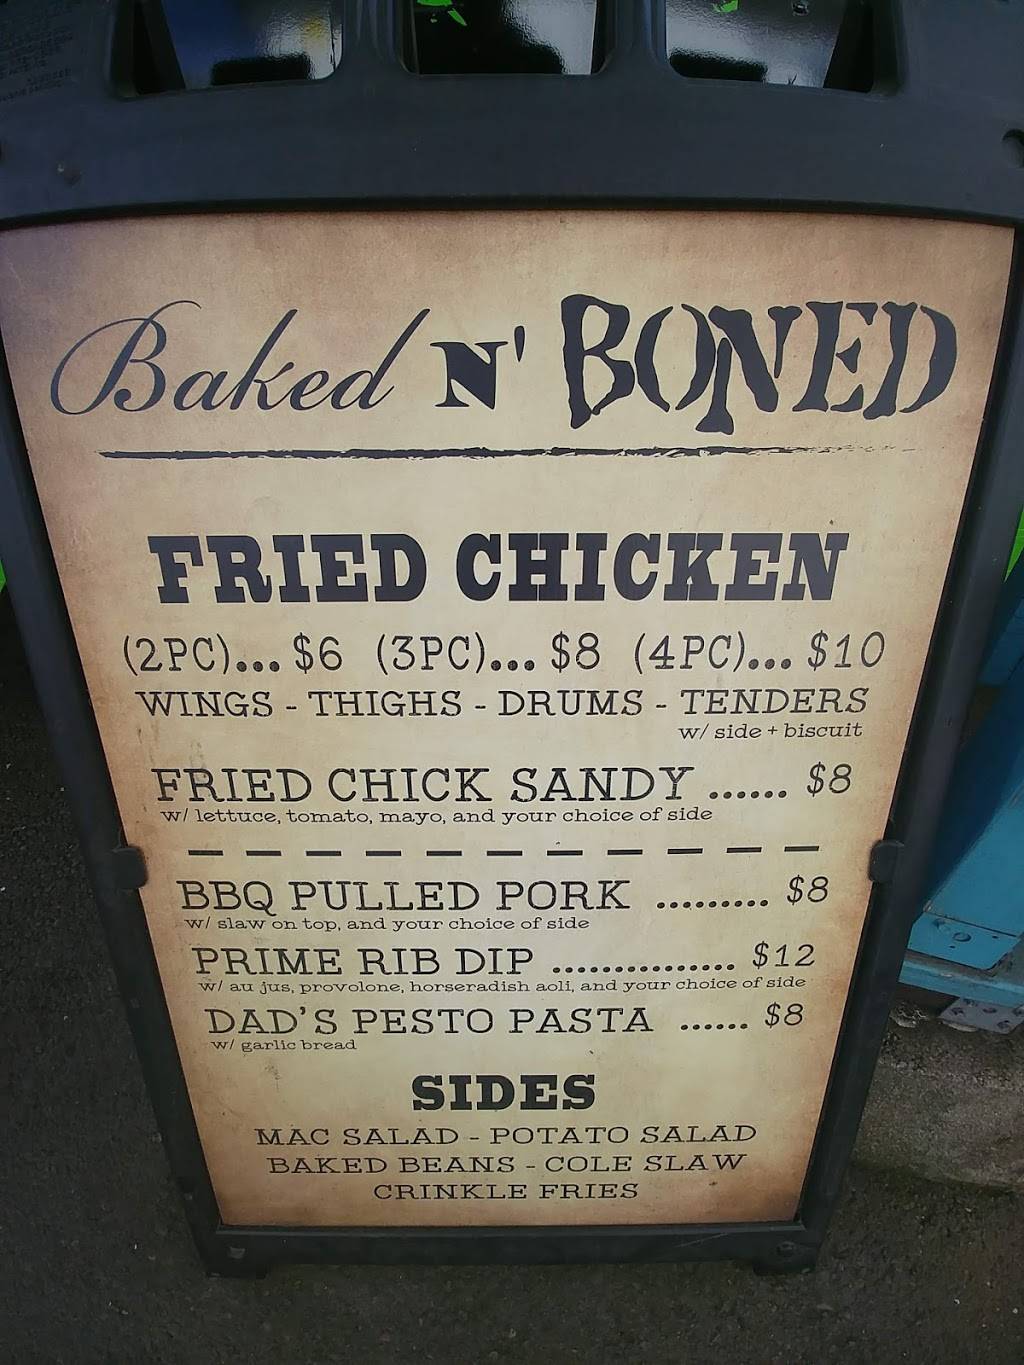 Baked N' BONED
FRIED CHICKEN
(2PC)... $6 (3PC)... $8 (4PC)... $10
WINGS - THIGHS - DRUMS - TENDERS
w/ side + biscuit
FRIED CHICK SANDY ...... $8
w/ lettuce, tomato, mayo, and your choice of side
BBQ PULLED PORK ......... $8
w/ slaw on top, and your choice of side
PRIME RIB DIP ............... $12
w/ au jus, provolone, horseradish aoli, and your choice of side
DAD'S PESTO PASTA ...... $8
w/ garlic bread
SIDES
MAC SALAD - POTATO SALAD
BAKED BEANS - COLE SLAW
CRINKLE FRIES